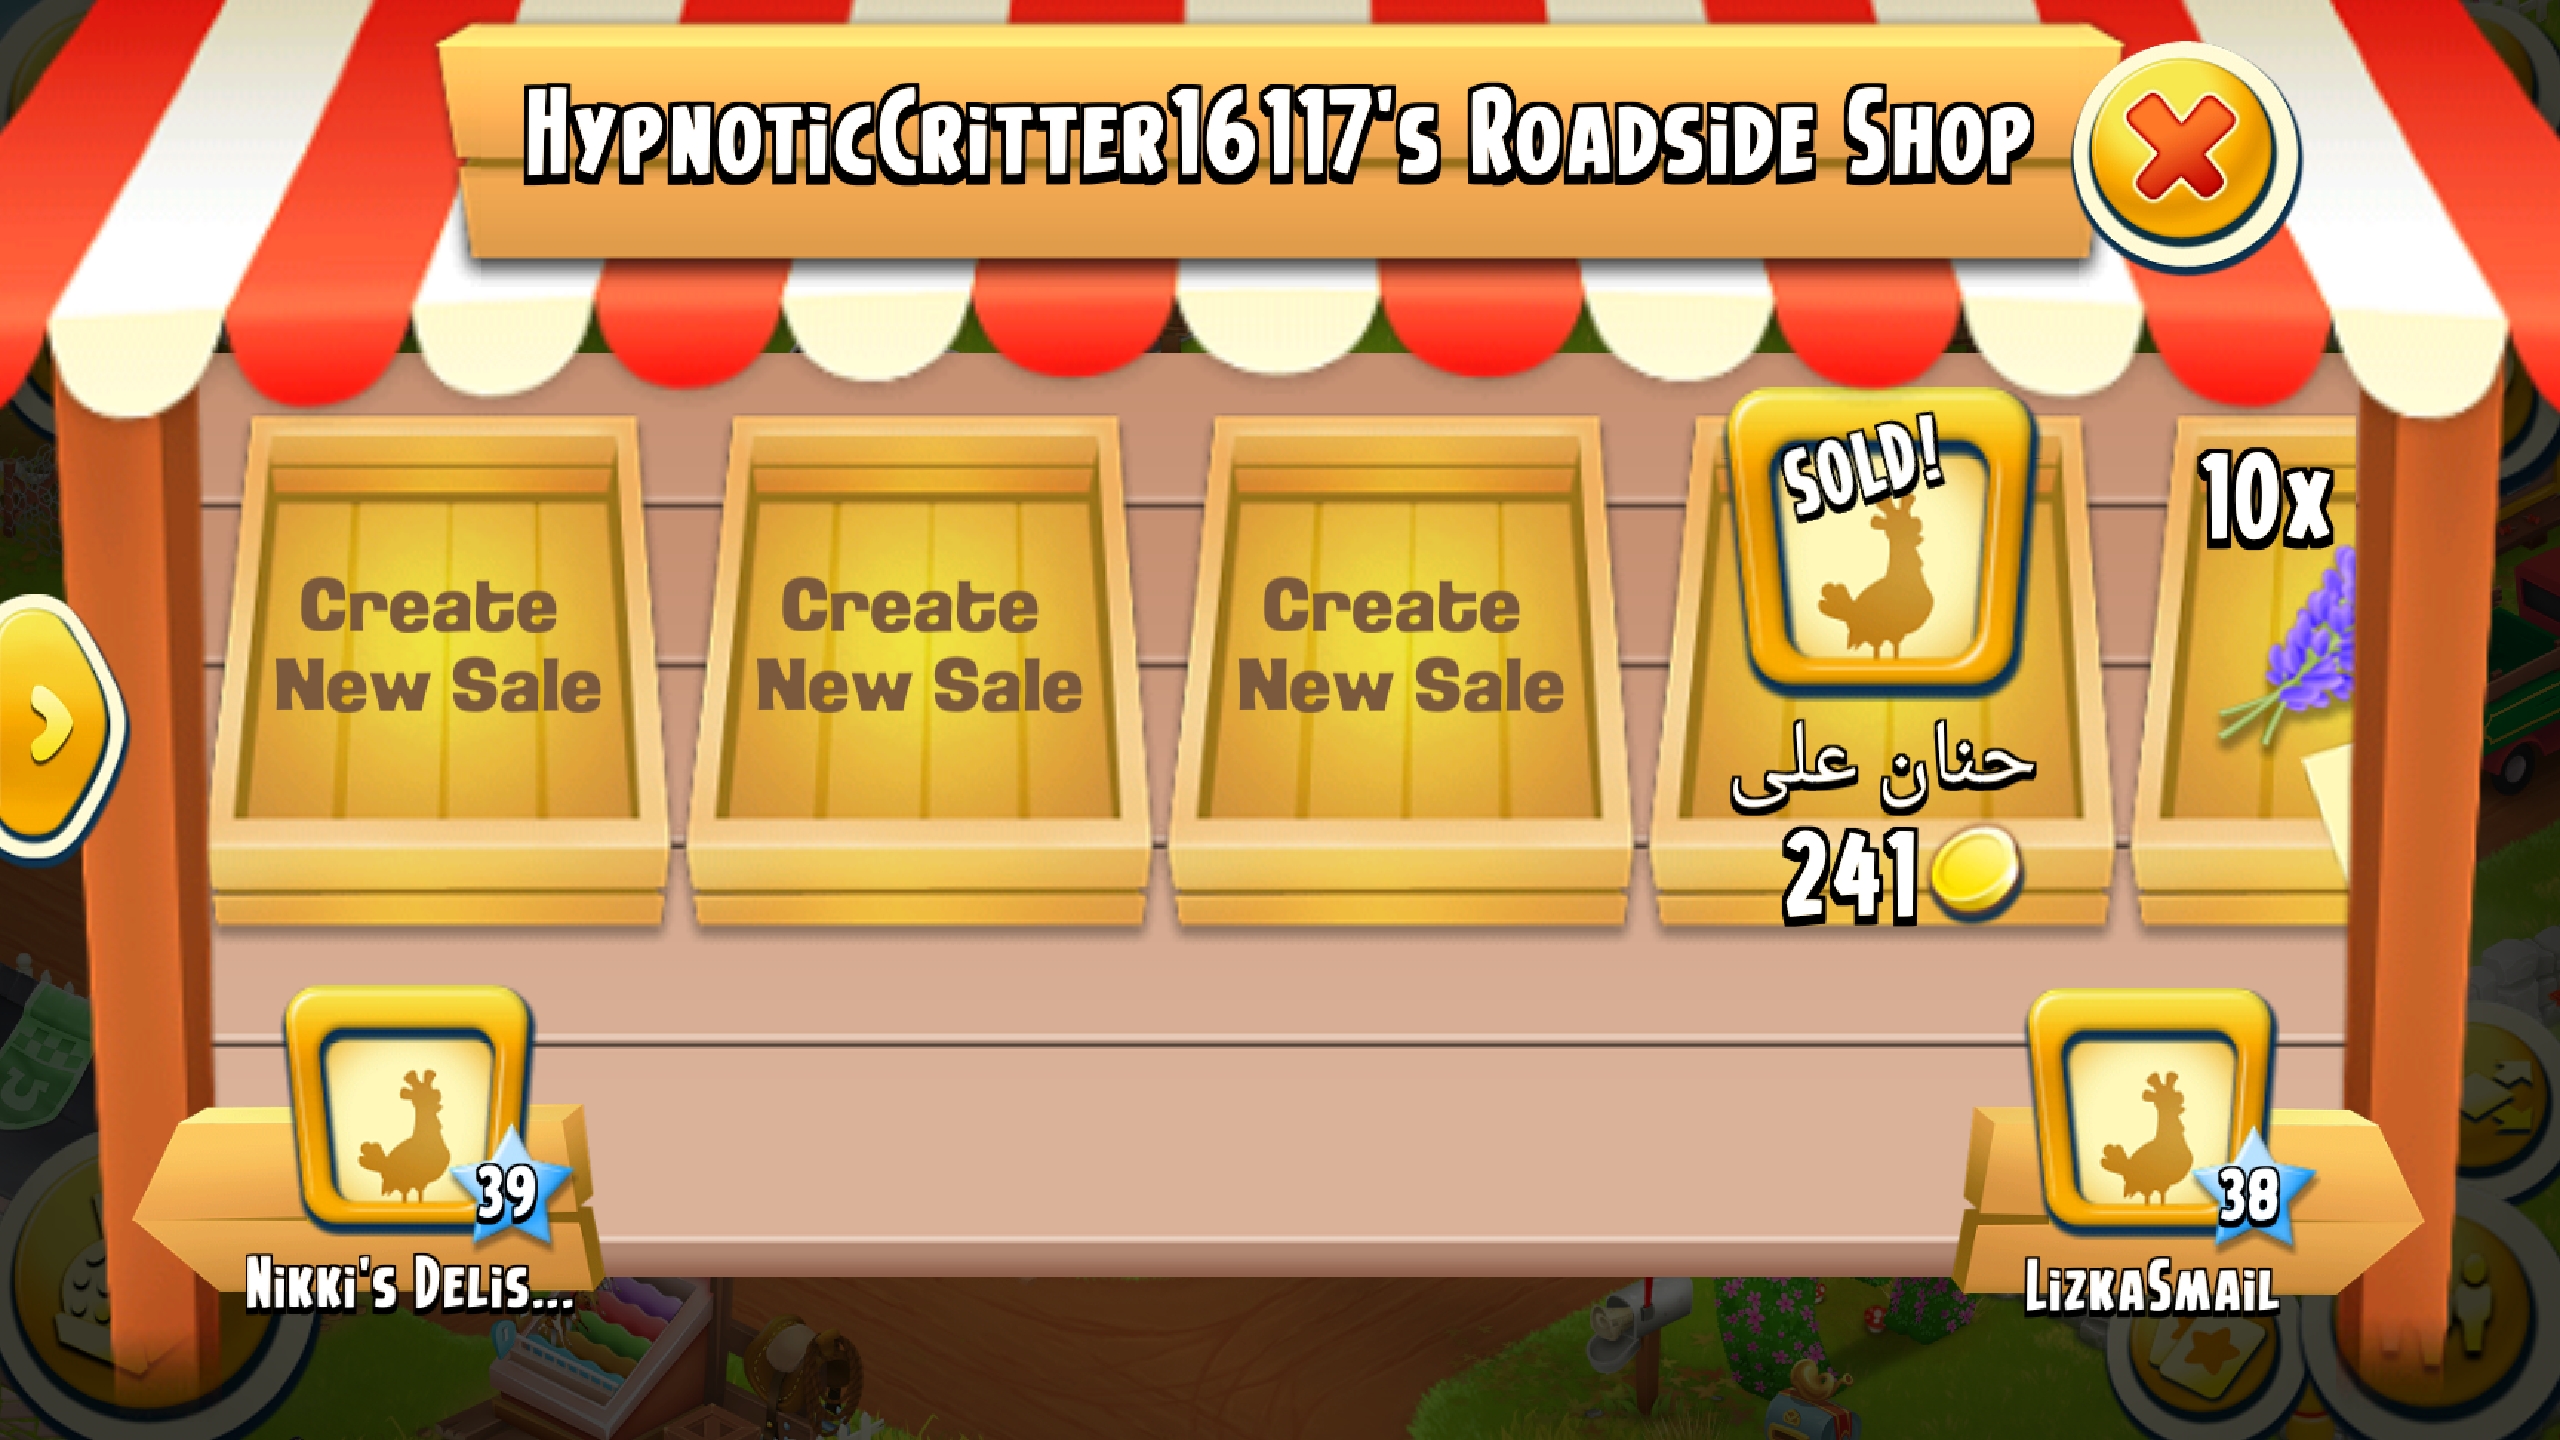 HypnoticCritter16117's Roadside Shop
Create
New Sale
Create
New Sale
Create
New Sale
SOLD!
حنان على
241
10x
39
Nikki's Delis...
38
LizkaSmail